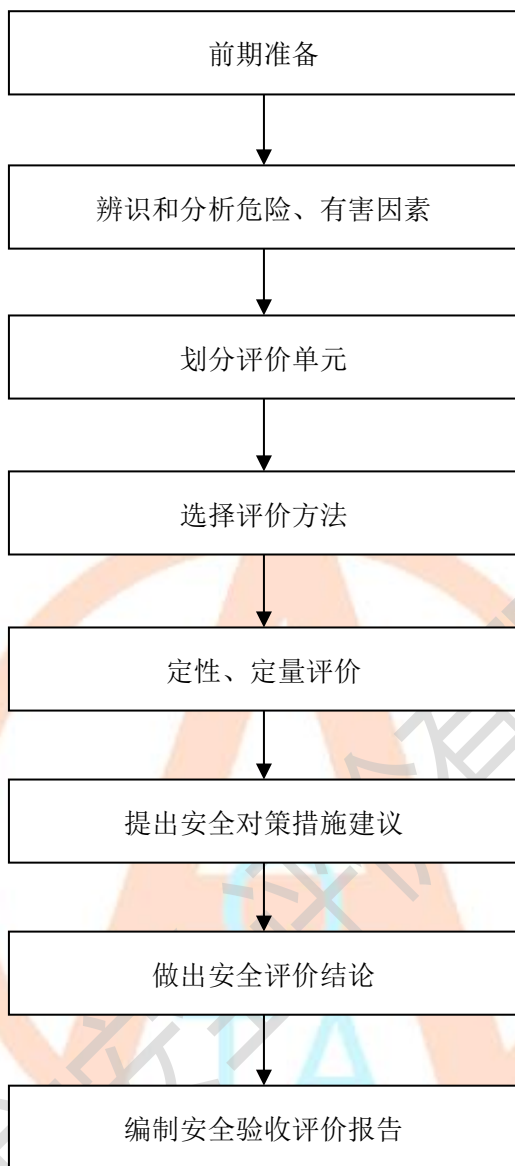 前期准备
辨识和分析危险、有害因素
划分评价单元
选择评价方法
定性、定量评价
提出安全对策措施建议
做出安全评价结论
编制安全验收评价报告